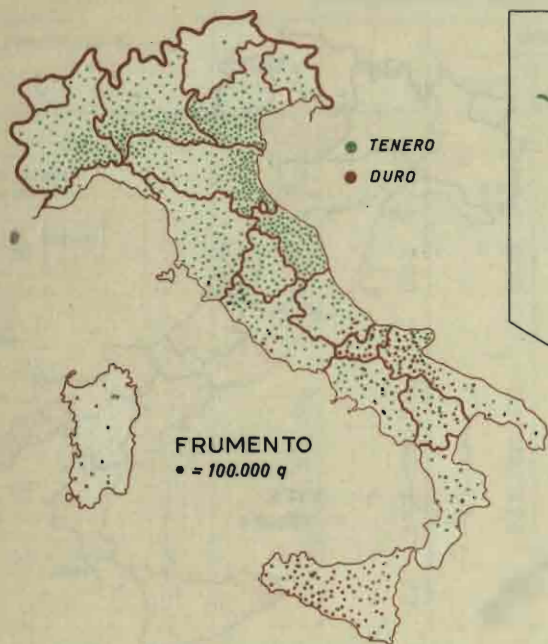 TENERO
DURO
FRUMENTO
• = 100.000 q